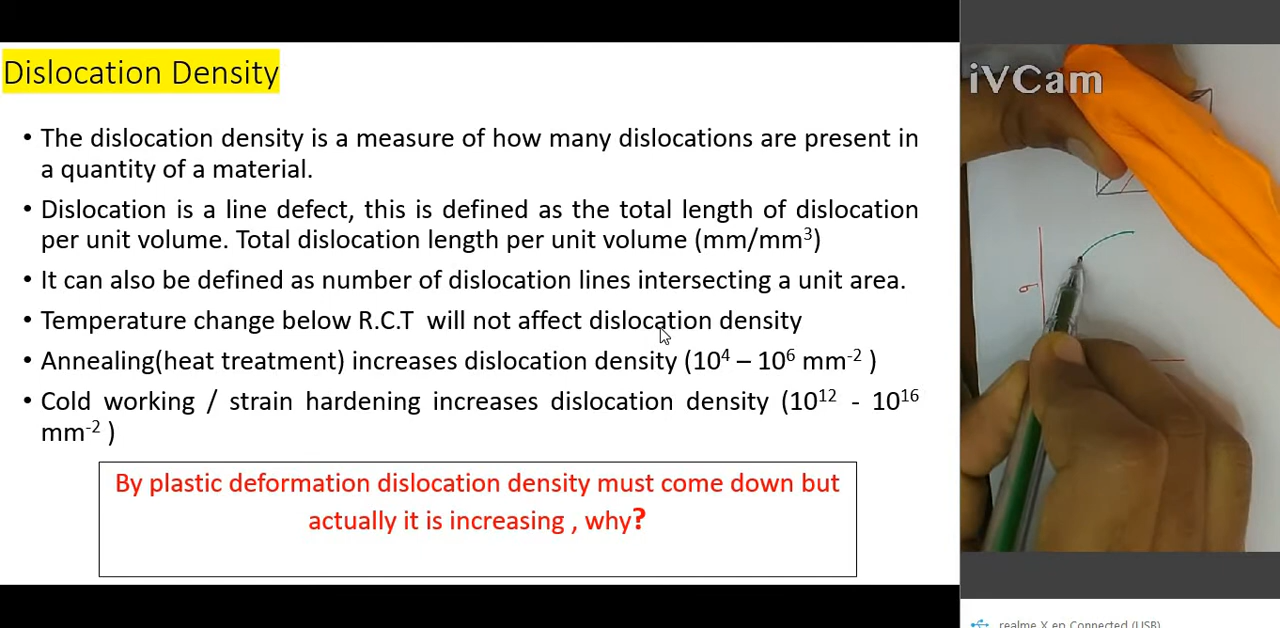 Dislocation Density
iVCam
• The dislocation density is a measure of how many dislocations are present in
a quantity of a material.
• Dislocation is a line defect, this is defined as the total length of dislocation
per unit volume. Total dislocation length per unit volume (mm/mm³)
• It can also be defined as number of dislocation lines intersecting a unit area.
• Temperature change below R.C.T will not affect dislocation density
• Annealing(heat treatment) increases dislocation density (10⁴ – 10⁶ mm⁻² )
• Cold working / strain hardening increases dislocation density (10¹² - 10¹⁶
mm⁻² )
By plastic deformation dislocation density must come down but
actually it is increasing , why?
σ
realme X en Connected (USB)